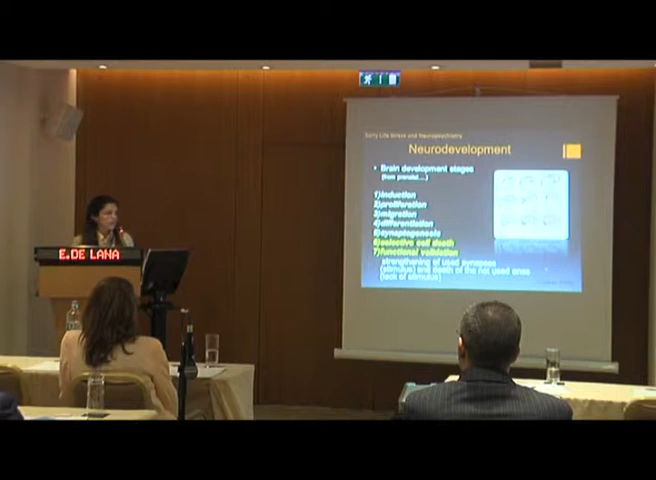 Early Life Stress and Neuropsychiatry
Neurodevelopment
• Brain development stages
(from prenatal....)
1)induction
2)proliferation
3)migration
4)differentiation
5)synaptogenesis
6)selective cell death
7)functional validation
strengthening of used synapses
(stimulus) and death of the not used ones
(lack of stimulus)
E.DE LANA